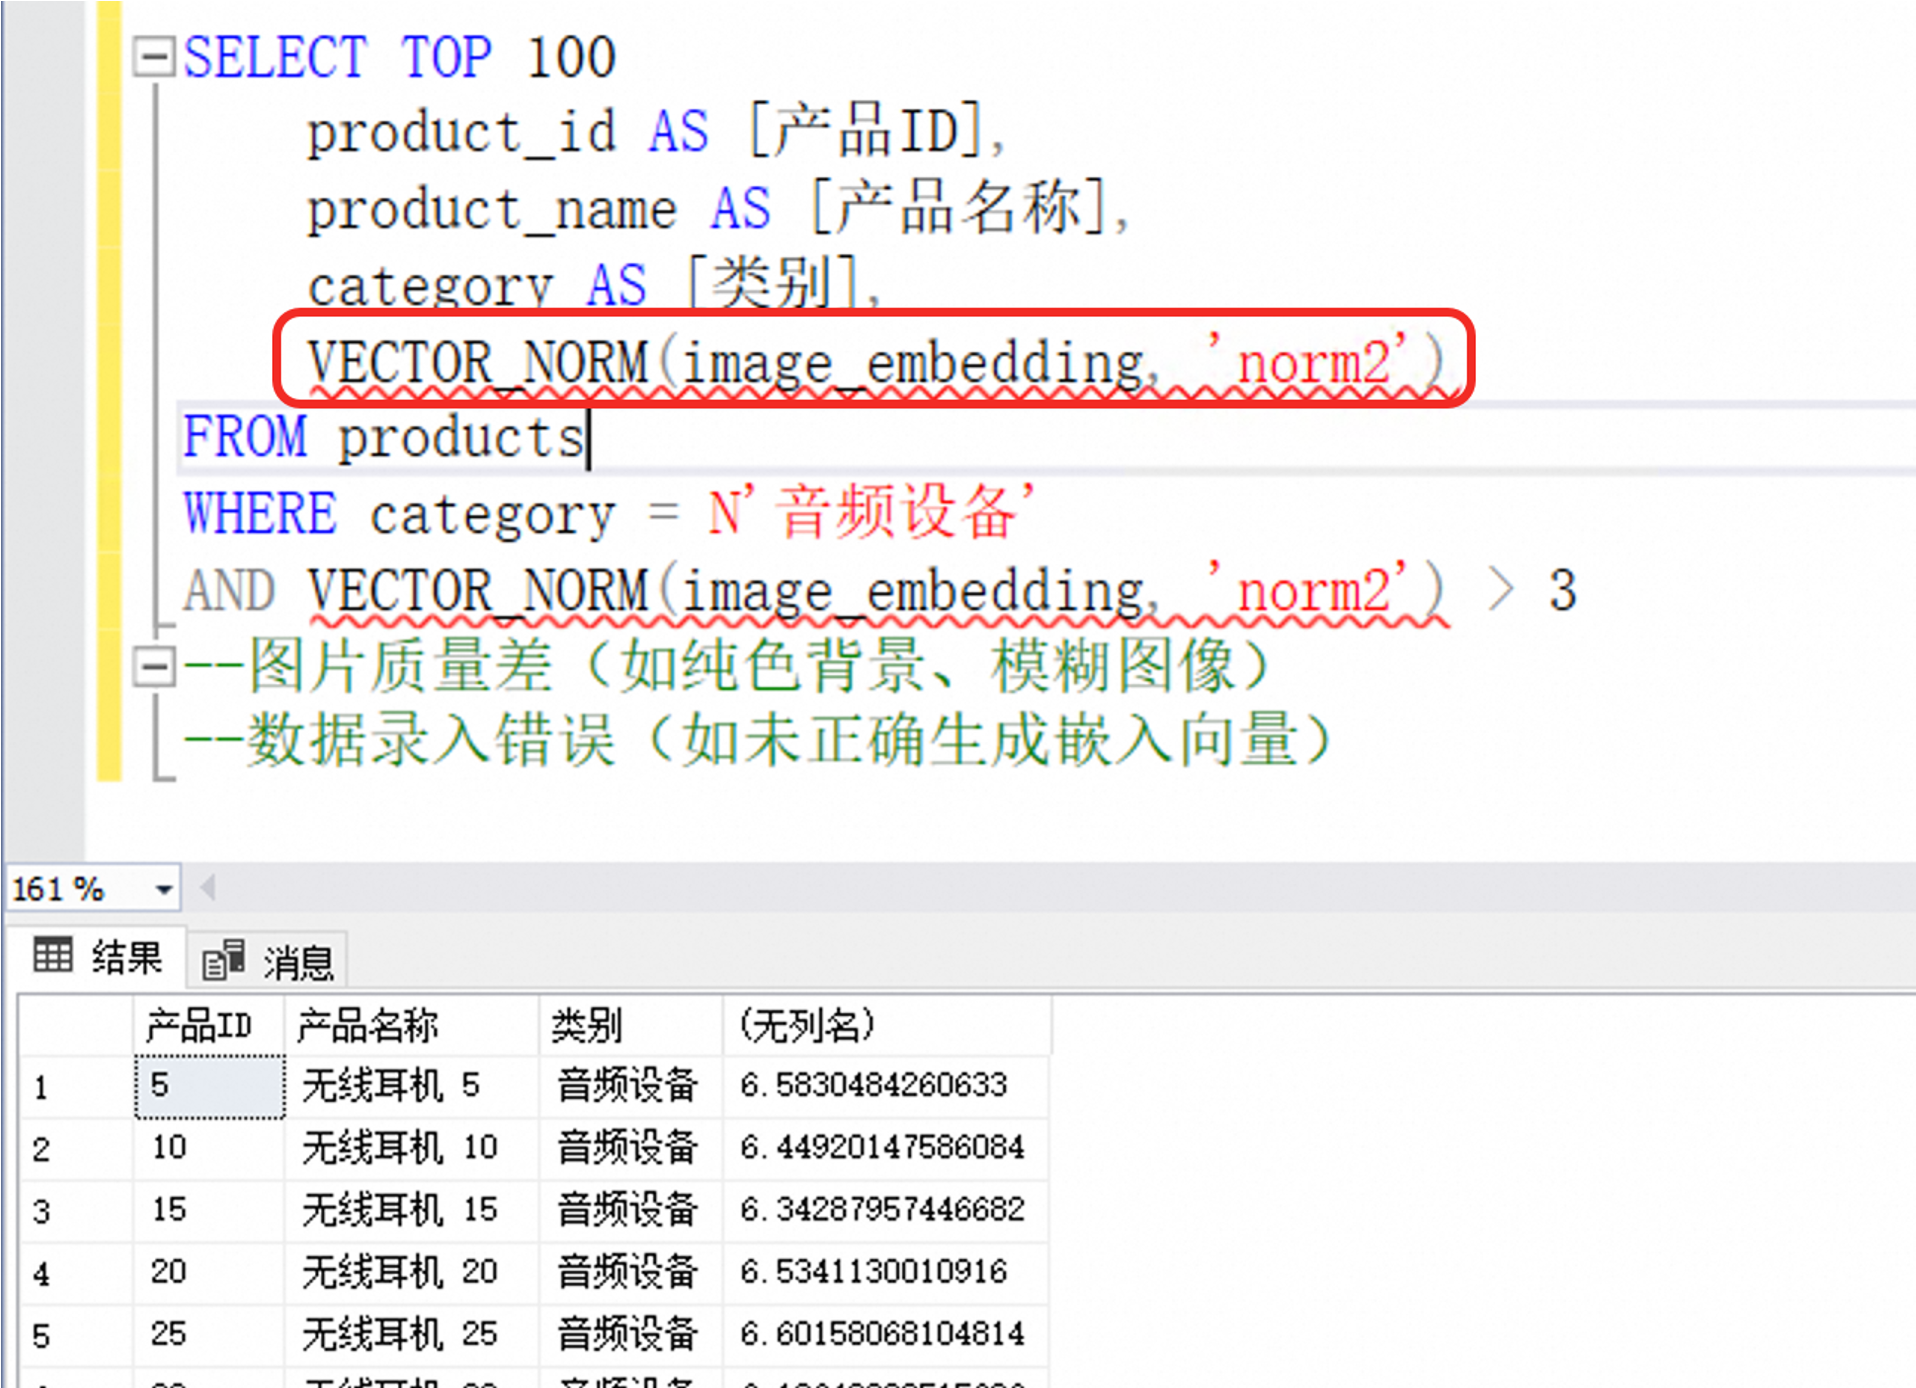 SELECT TOP 100
product_id AS [产品ID],
product_name AS [产品名称],
category AS [类别],
VECTOR_NORM(image_embedding, 'norm2')
FROM products
WHERE category = N'音频设备'
AND VECTOR_NORM(image_embedding, 'norm2') > 3
--图片质量差（如纯色背景、模糊图像）
--数据录入错误（如未正确生成嵌入向量）
161 %
结果 消息
产品ID 产品名称 类别 (无列名)
1 5 无线耳机 5 音频设备 6.5830484260633
2 10 无线耳机 10 音频设备 6.44920147586084
3 15 无线耳机 15 音频设备 6.34287957446682
4 20 无线耳机 20 音频设备 6.5341130010916
5 25 无线耳机 25 音频设备 6.60158068104814